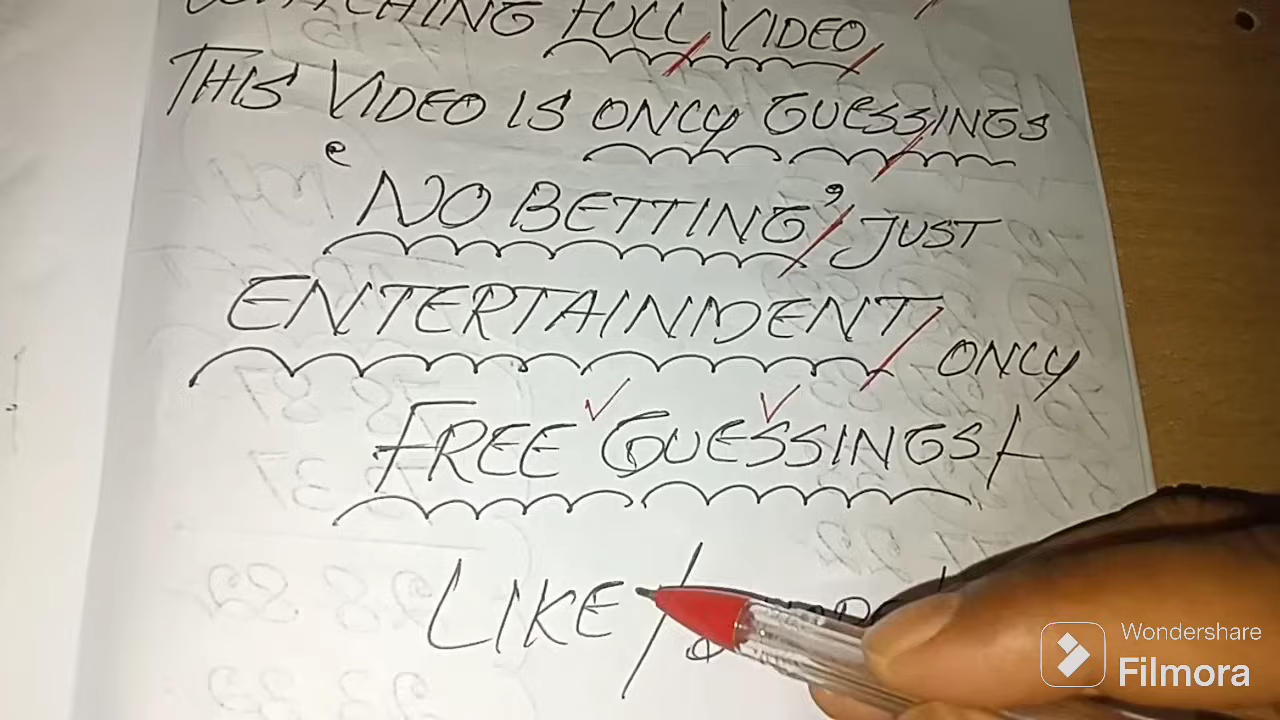 WATCHING FULL VIDEO,
THIS VIDEO IS ONLY GUESSINGS
"NO BETTING", JUST
ENTERTAINMENT/ ONLY
FREE GUESSINGS/
LIKE /
Wondershare
Filmora